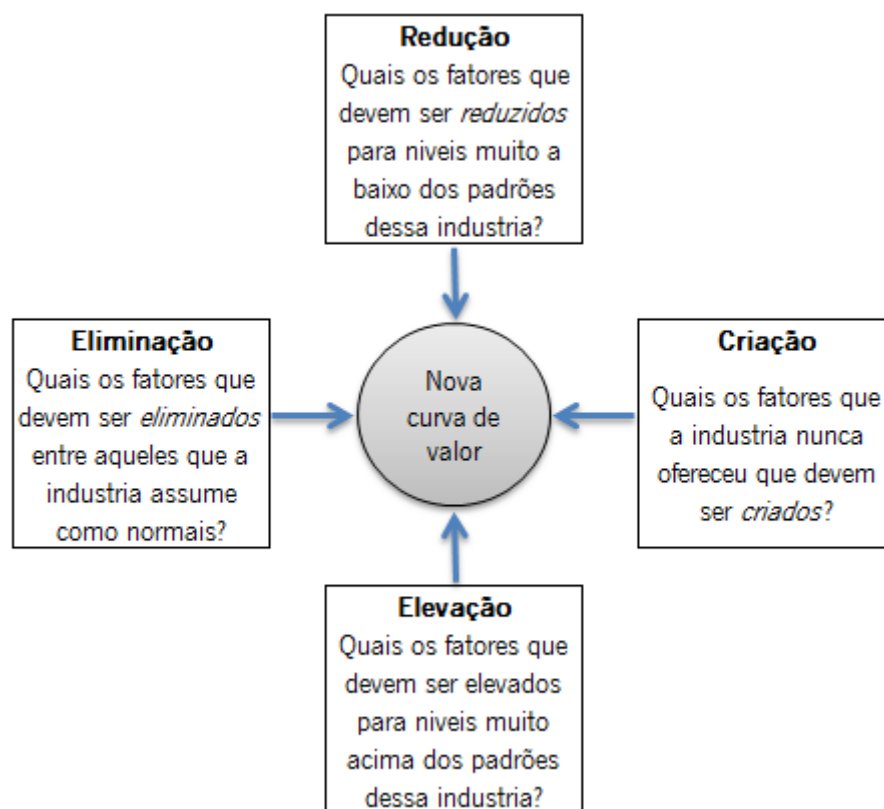 Redução
Quais os fatores que
devem ser reduzidos
para niveis muito a
baixo dos padrões
dessa industria?
Eliminação
Quais os fatores que
devem ser eliminados
entre aqueles que a
industria assume
como normais?
Nova
curva de
valor
Criação
Quais os fatores que
a industria nunca
ofereceu que devem
ser criados?
Elevação
Quais os fatores que
devem ser elevados
para niveis muito
acima dos padrões
dessa industria?